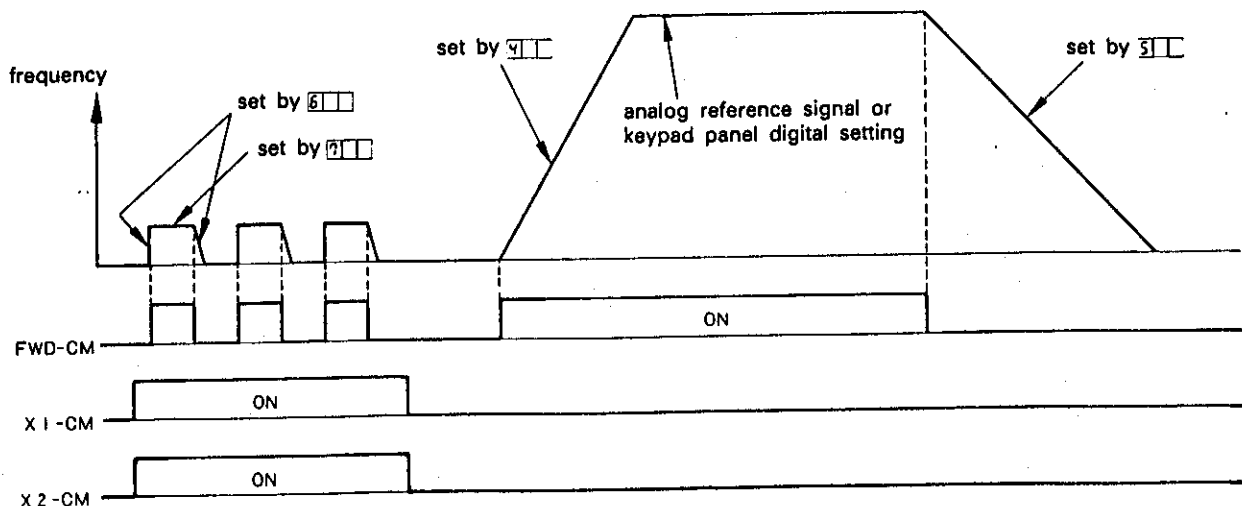 set by 4
set by 5
frequency
analog reference signal or
keypad panel digital setting
set by 6
set by
ON
FWD-CM
ON
X1-CM
ON
X2-CM